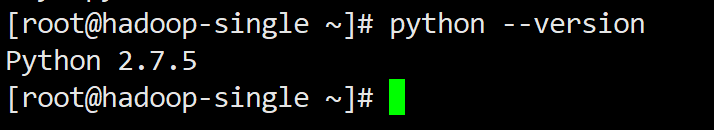 [root@hadoop-single ~]# python --version
Python 2.7.5
[root@hadoop-single ~]#